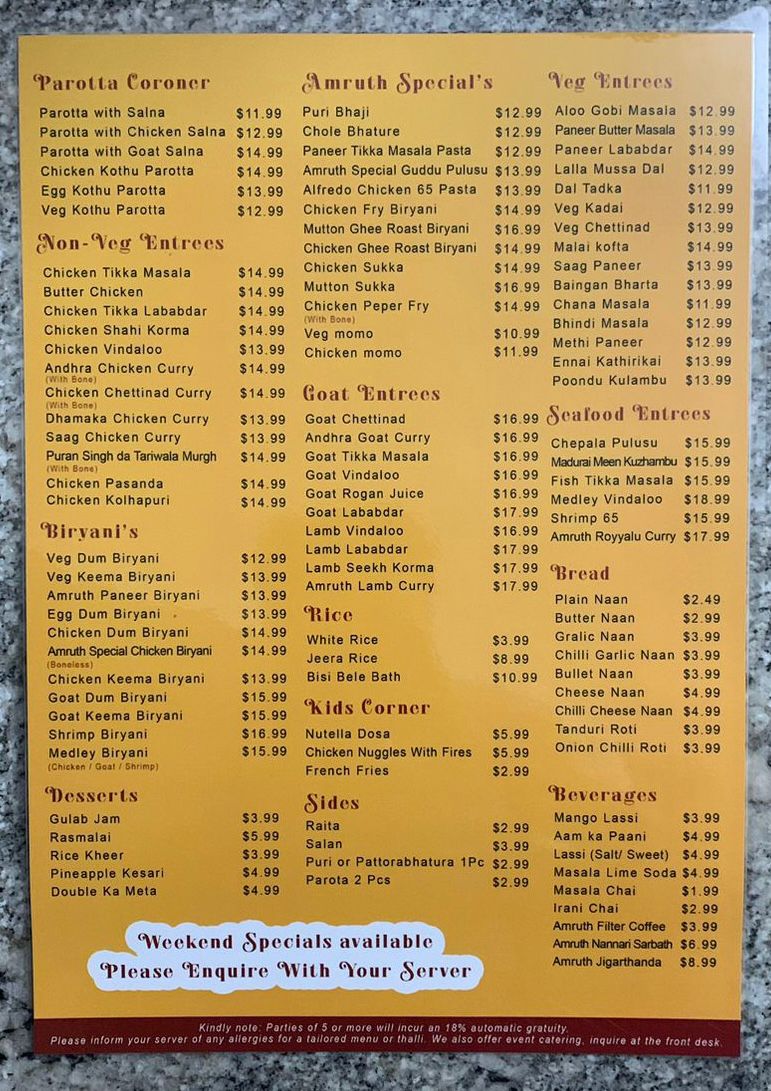 Parotta Coroner
Parotta with Salna $11.99
Parotta with Chicken Salna $12.99
Parotta with Goat Salna $14.99
Chicken Kothu Parotta $14.99
Egg Kothu Parotta $13.99
Veg Kothu Parotta $12.99
Non-Veg Entrees
Chicken Tikka Masala $14.99
Butter Chicken $14.99
Chicken Tikka Lababdar $14.99
Chicken Shahi Korma $14.99
Chicken Vindaloo $13.99
Andhra Chicken Curry $14.99
(With Bone)
Chicken Chettinad Curry $14.99
(With Bone)
Dhamaka Chicken Curry $13.99
Saag Chicken Curry $13.99
Puran Singh da Tariwala Murgh $14.99
(With Bone)
Chicken Pasanda $14.99
Chicken Kolhapuri $14.99
Biryani's
Veg Dum Biryani $12.99
Veg Keema Biryani $13.99
Amruth Paneer Biryani $13.99
Egg Dum Biryani $13.99
Chicken Dum Biryani $14.99
Amruth Special Chicken Biryani $14.99
(Boneless)
Chicken Keema Biryani $13.99
Goat Dum Biryani $15.99
Goat Keema Biryani $15.99
Shrimp Biryani $16.99
Medley Biryani $15.99
(Chicken / Goat / Shrimp)
Desserts
Gulab Jam $3.99
Rasmalai $5.99
Rice Kheer $3.99
Pineapple Kesari $4.99
Double Ka Meta $4.99
Amruth Special's
Puri Bhaji $12.99
Chole Bhature $12.99
Paneer Tikka Masala Pasta $12.99
Amruth Special Guddu Pulusu $13.99
Alfredo Chicken 65 Pasta $13.99
Chicken Fry Biryani $14.99
Mutton Ghee Roast Biryani $16.99
Chicken Ghee Roast Biryani $14.99
Chicken Sukka $14.99
Mutton Sukka $16.99
Chicken Peper Fry $14.99
(With Bone)
Veg momo $10.99
Chicken momo $11.99
Goat Entrees
Goat Chettinad $16.99
Andhra Goat Curry $16.99
Goat Tikka Masala $16.99
Goat Vindaloo $16.99
Goat Rogan Juice $16.99
Goat Lababdar $17.99
Lamb Vindaloo $16.99
Lamb Lababdar $17.99
Lamb Seekh Korma $17.99
Amruth Lamb Curry $17.99
Rice
White Rice $3.99
Jeera Rice $8.99
Bisi Bele Bath $10.99
Kids Corner
Nutella Dosa $5.99
Chicken Nuggles With Fires $5.99
French Fries $2.99
Sides
Raita $2.99
Salan $3.99
Puri or Pattorabhatura 1Pc $2.99
Parota 2 Pcs $2.99
Veg Entrees
Aloo Gobi Masala $12.99
Paneer Butter Masala $13.99
Paneer Lababdar $14.99
Lalla Mussa Dal $12.99
Dal Tadka $11.99
Veg Kadai $12.99
Veg Chettinad $13.99
Malai kofta $14.99
Saag Paneer $13.99
Baingan Bharta $13.99
Chana Masala $11.99
Bhindi Masala $12.99
Methi Paneer $12.99
Ennai Kathirikai $13.99
Poondu Kulambu $13.99
Seafood Entrees
Chepala Pulusu $15.99
Madurai Meen Kuzhambu $15.99
Fish Tikka Masala $15.99
Medley Vindaloo $18.99
Shrimp 65 $15.99
Amruth Royyalu Curry $17.99
Bread
Plain Naan $2.49
Butter Naan $2.99
Gralic Naan $3.99
Chilli Garlic Naan $3.99
Bullet Naan $3.99
Cheese Naan $4.99
Chilli Cheese Naan $4.99
Tanduri Roti $3.99
Onion Chilli Roti $3.99
Beverages
Mango Lassi $3.99
Aam ka Paani $4.99
Lassi (Salt/ Sweet) $4.99
Masala Lime Soda $4.99
Masala Chai $1.99
Irani Chai $2.99
Amruth Filter Coffee $3.99
Amruth Nannari Sarbath $6.99
Amruth Jigarthanda $8.99
Weekend Specials available
Please Enquire With Your Server
Kindly note: Parties of 5 or more will incur an 18% automatic gratuity.
Please inform your server of any allergies for a tailored menu or thalli. We also offer event catering, inquire at the front desk.